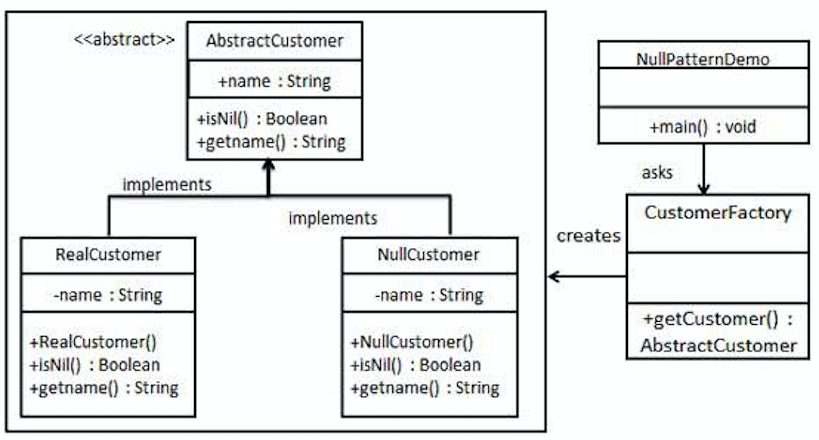 <<abstract>>
AbstractCustomer
+name : String
+isNil() : Boolean
+getname() : String
implements
implements
RealCustomer
-name : String
+RealCustomer()
+isNil() : Boolean
+getname() : String
NullCustomer
-name : String
+NullCustomer()
+isNil() : Boolean
+getname() : String
NullPatternDemo
+main() : void
asks
CustomerFactory
creates
+getCustomer() :
AbstractCustomer